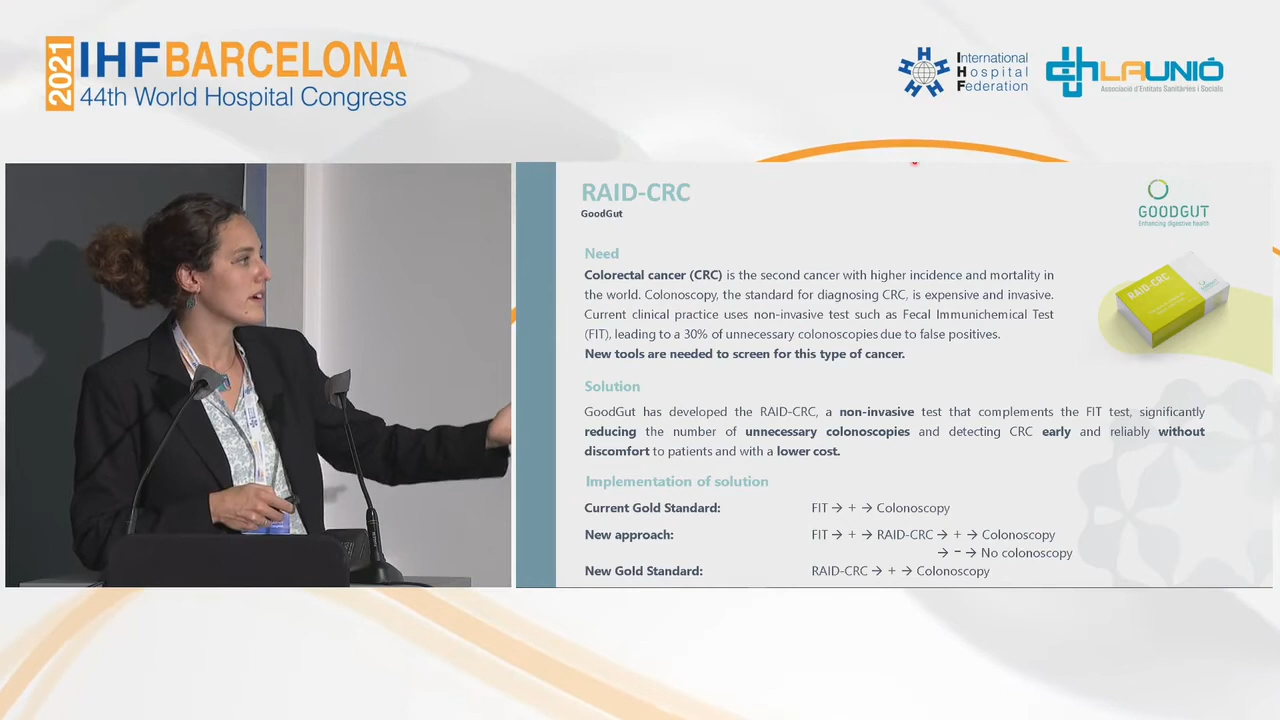 2021
IHF BARCELONA
44th World Hospital Congress
International
Hospital
Federation
LAUNIÓ
Associació d'Entitats Sanitàries i Socials
RAID-CRC
GoodGut
GOODGUT
Enhancing digestive health
Need
Colorectal cancer (CRC) is the second cancer with higher incidence and mortality in
the world. Colonoscopy, the standard for diagnosing CRC, is expensive and invasive.
Current clinical practice uses non-invasive test such as Fecal Immunichemical Test
(FIT), leading to a 30% of unnecessary colonoscopies due to false positives.
New tools are needed to screen for this type of cancer.
RAID-CRC
Solution
GoodGut has developed the RAID-CRC, a non-invasive test that complements the FIT test, significantly
reducing the number of unnecessary colonoscopies and detecting CRC early and reliably without
discomfort to patients and with a lower cost.
Implementation of solution
Current Gold Standard: FIT → + → Colonoscopy
New approach: FIT → + → RAID-CRC → + → Colonoscopy
→ − → No colonoscopy
New Gold Standard: RAID-CRC → + → Colonoscopy